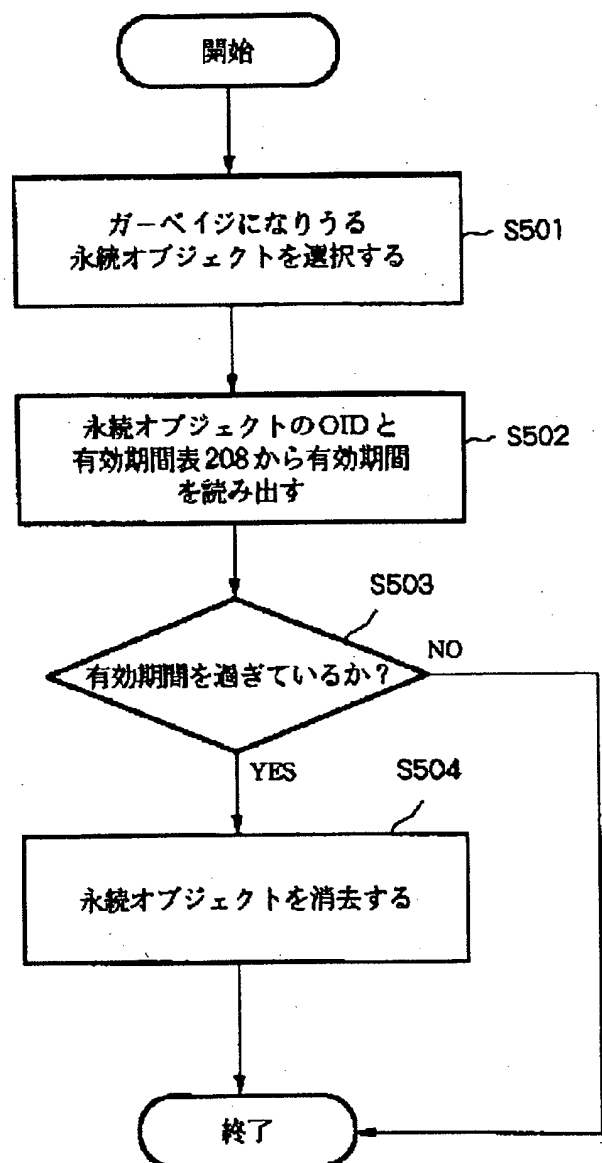 開始
ガーベイジになりうる
永続オブジェクトを選択する
S501
永続オブジェクトのOIDと
有効期間表208から有効期間
を読み出す
S502
S503
有効期間を過ぎているか？
NO
YES
S504
永続オブジェクトを消去する
終了